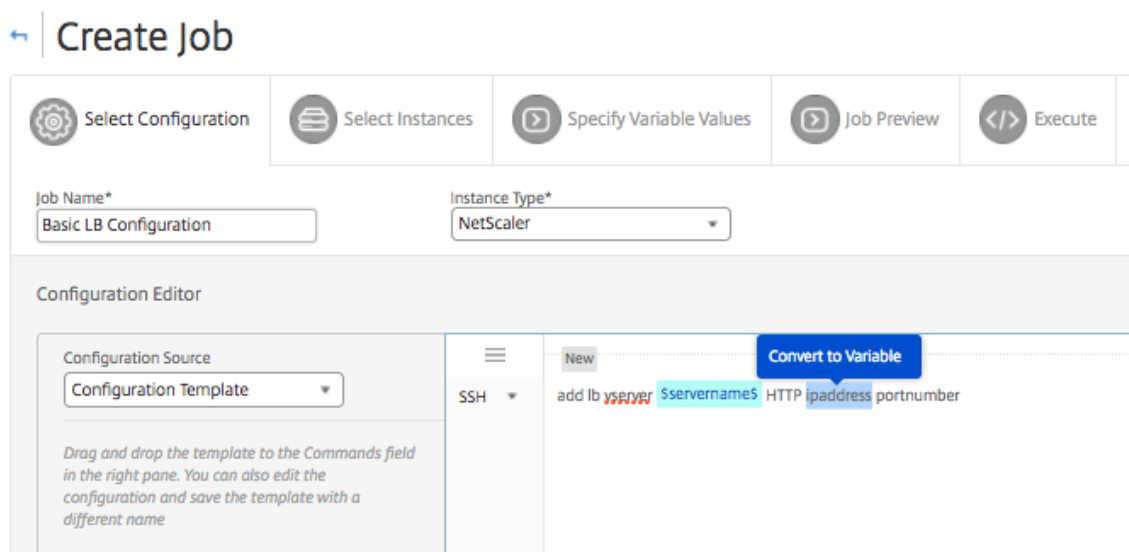 Create Job
Select Configuration
Select Instances
Specify Variable Values
Job Preview
Execute
Job Name*
Instance Type*
Basic LB Configuration
NetScaler
Configuration Editor
Configuration Source
Configuration Template
Drag and drop the template to the Commands field
in the right pane. You can also edit the
configuration and save the template with a
different name
New
Convert to Variable
SSH
add lb vserver $servername$ HTTP ipaddress portnumber